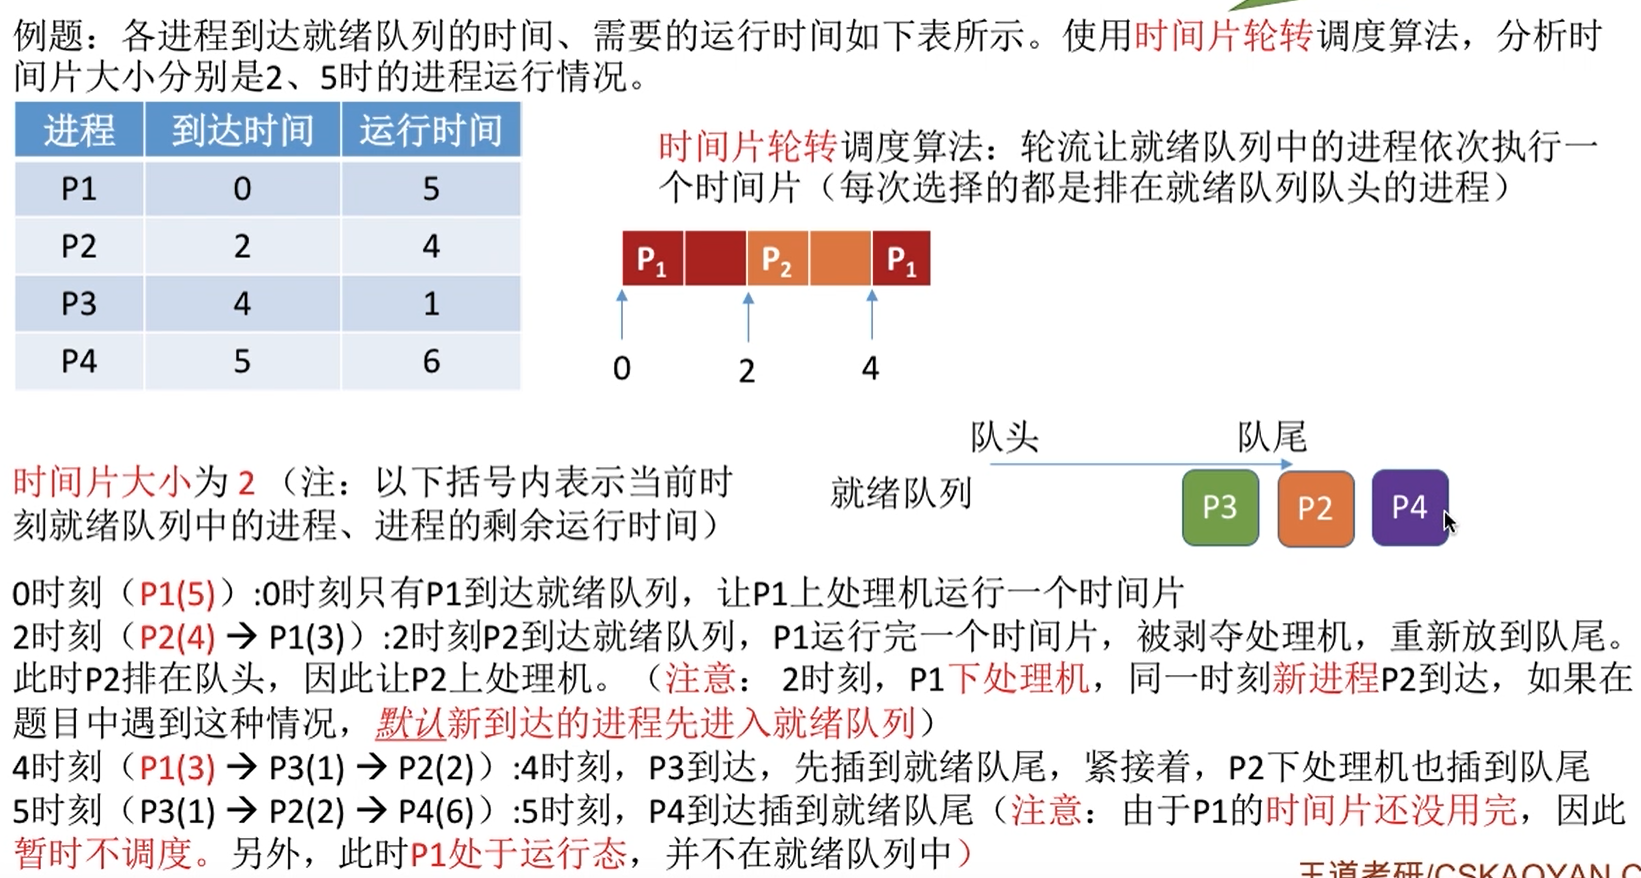 例题：各进程到达就绪队列的时间、需要的运行时间如下表所示。使用时间片轮转调度算法，分析时
间片大小分别是2、5时的进程运行情况。
进程 到达时间 运行时间
P1 0 5
P2 2 4
P3 4 1
P4 5 6
时间片轮转调度算法：轮流让就绪队列中的进程依次执行一
个时间片（每次选择的都是排在就绪队列队头的进程）
P1 P2 P1
0 2 4
队头 队尾
就绪队列 P3 P2 P4
时间片大小为 2（注：以下括号内表示当前时
刻就绪队列中的进程、进程的剩余运行时间）
0时刻（P1(5)）:0时刻只有P1到达就绪队列，让P1上处理机运行一个时间片
2时刻（P2(4) → P1(3)）:2时刻P2到达就绪队列，P1运行完一个时间片，被剥夺处理机，重新放到队尾。
此时P2排在队头，因此让P2上处理机。（注意： 2时刻，P1下处理机，同一时刻新进程P2到达，如果在
题目中遇到这种情况，默认新到达的进程先进入就绪队列）
4时刻（P1(3) → P3(1) → P2(2)）:4时刻，P3到达，先插到就绪队尾，紧接着，P2下处理机也插到队尾
5时刻（P3(1) → P2(2) → P4(6)）:5时刻，P4到达插到就绪队尾（注意：由于P1的时间片还没用完，因此
暂时不调度。另外，此时P1处于运行态，并不在就绪队列中）
王道考研/CSKAOYAN.C